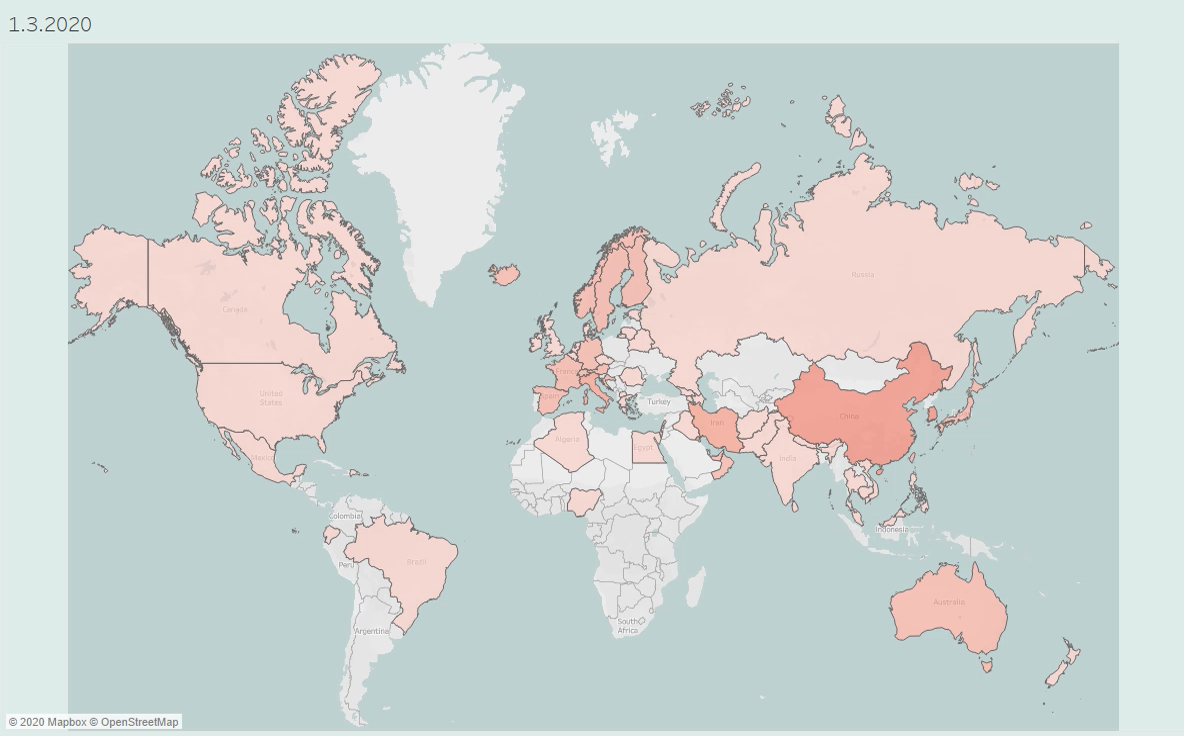 1.3.2020
Russia
Canada
United
States
France
Spain
Turkey
China
Iran
Algeria
Egypt
Mexico
India
Colombia
Indonesia
Brazil
Peru
Australia
South
Africa
Argentina
© 2020 Mapbox © OpenStreetMap